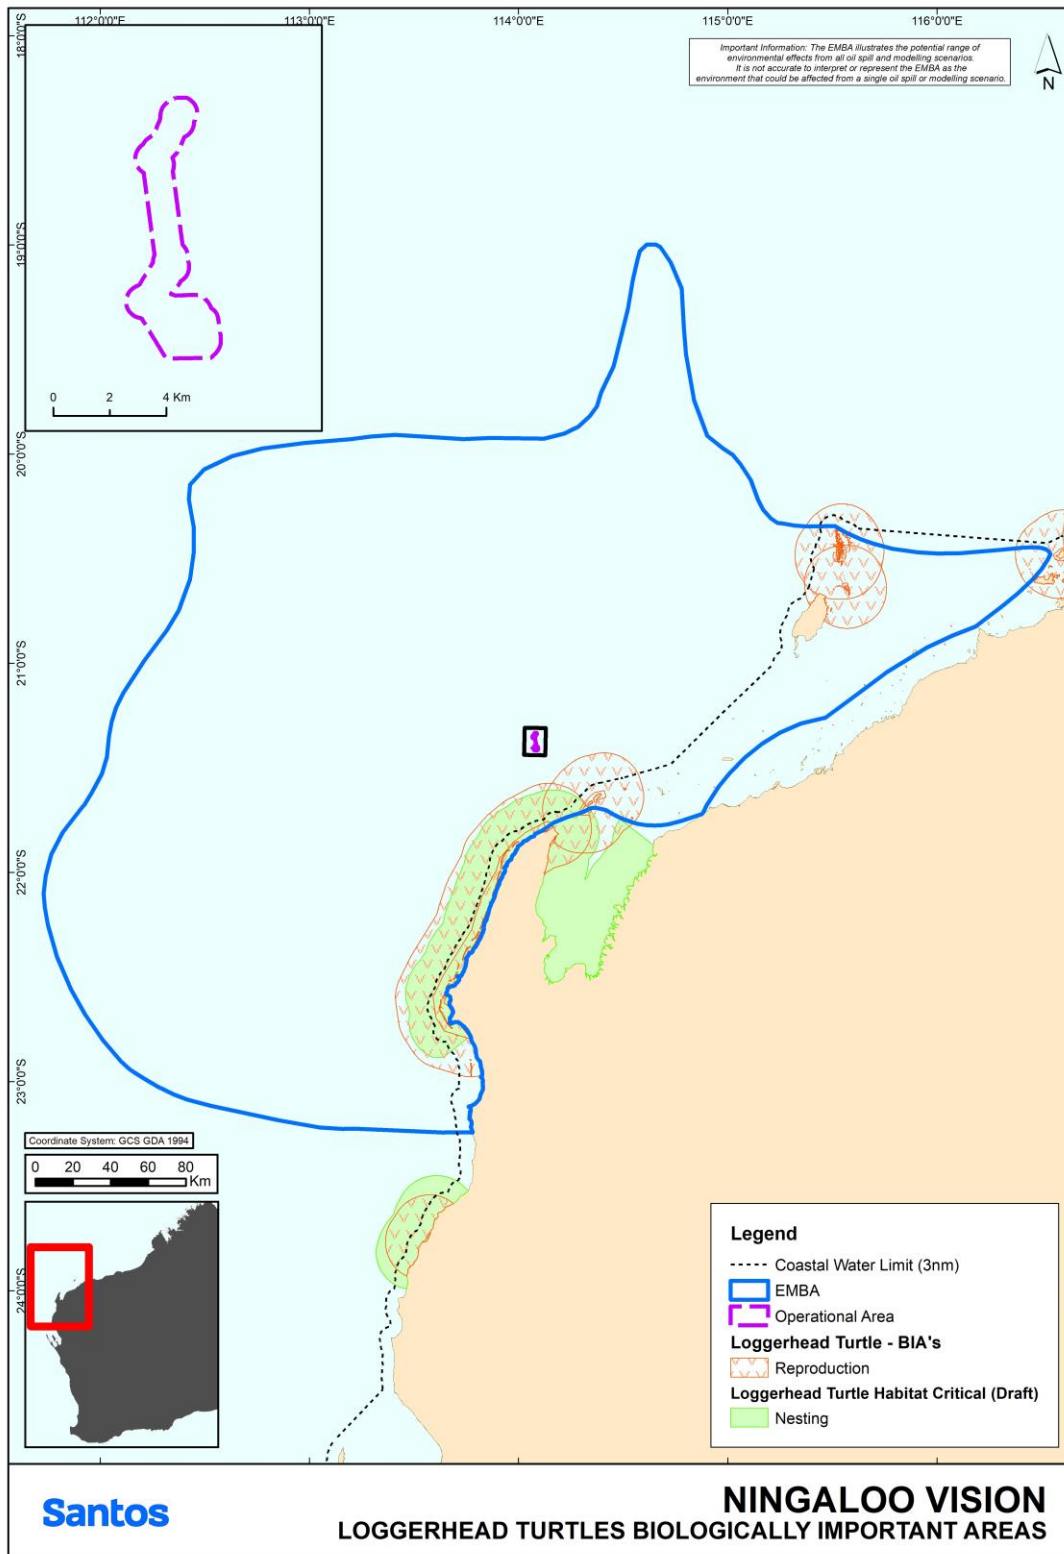 112°0'0"E
113°0'0"E
114°0'0"E
115°0'0"E
116°0'0"E
Important Information: The EMBA illustrates the potential range of
environmental effects from all oil spill and modelling scenarios.
It is not accurate to interpret or represent the EMBA as the
environment that could be affected from a single oil spill or modelling scenario.
N
18°0'0"S
19°0'0"S
20°0'0"S
21°0'0"S
22°0'0"S
23°0'0"S
24°0'0"S
0 2 4 Km
Coordinate System: GCS GDA 1994
0 20 40 60 80
Km
Legend
Coastal Water Limit (3nm)
EMBA
Operational Area
Loggerhead Turtle - BIA's
Reproduction
Loggerhead Turtle Habitat Critical (Draft)
Nesting
Santos
NINGALOO VISION
LOGGERHEAD TURTLES BIOLOGICALLY IMPORTANT AREAS